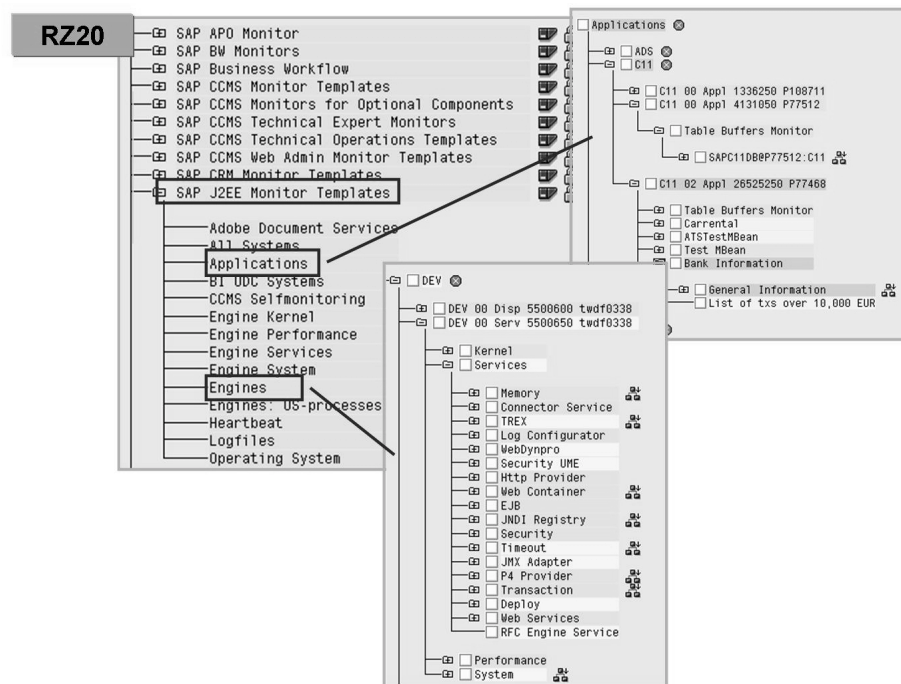 RZ20
SAP APO Monitor
SAP BW Monitors
SAP Business Workflow
SAP CCMS Monitor Templates
SAP CCMS Monitors for Optional Components
SAP CCMS Technical Expert Monitors
SAP CCMS Technical Operations Templates
SAP CCMS Web Admin Monitor Templates
SAP CRM Monitor Templates
SAP J2EE Monitor Templates
Adobe Document Services
All Systems
Applications
BI UDC Systems
CCMS Selfmonitoring
Engine Kernel
Engine Performance
Engine Services
Engine System
Engines
Engines: OS-processes
Heartbeat
Logfiles
Operating System
Applications
ADS
C11
C11 00 Appl 1336250 P108711
C11 00 Appl 4131050 P77512
Table Buffers Monitor
SAPC11DB@P77512:C11
C11 02 Appl 26525250 P77468
Table Buffers Monitor
Carrental
ATSTestMBean
Test MBean
Bank Information
General Information
List of txs over 10,000 EUR
DEV
DEV 00 Disp 5500600 twdf0338
DEV 00 Serv 5500650 twdf0338
Kernel
Services
Memory
Connector Service
TREX
Log Configurator
WebDynpro
Security UME
Http Provider
Web Container
EJB
JNDI Registry
Security
Timeout
JMX Adapter
P4 Provider
Transaction
Deploy
Web Services
RFC Engine Service
Performance
System